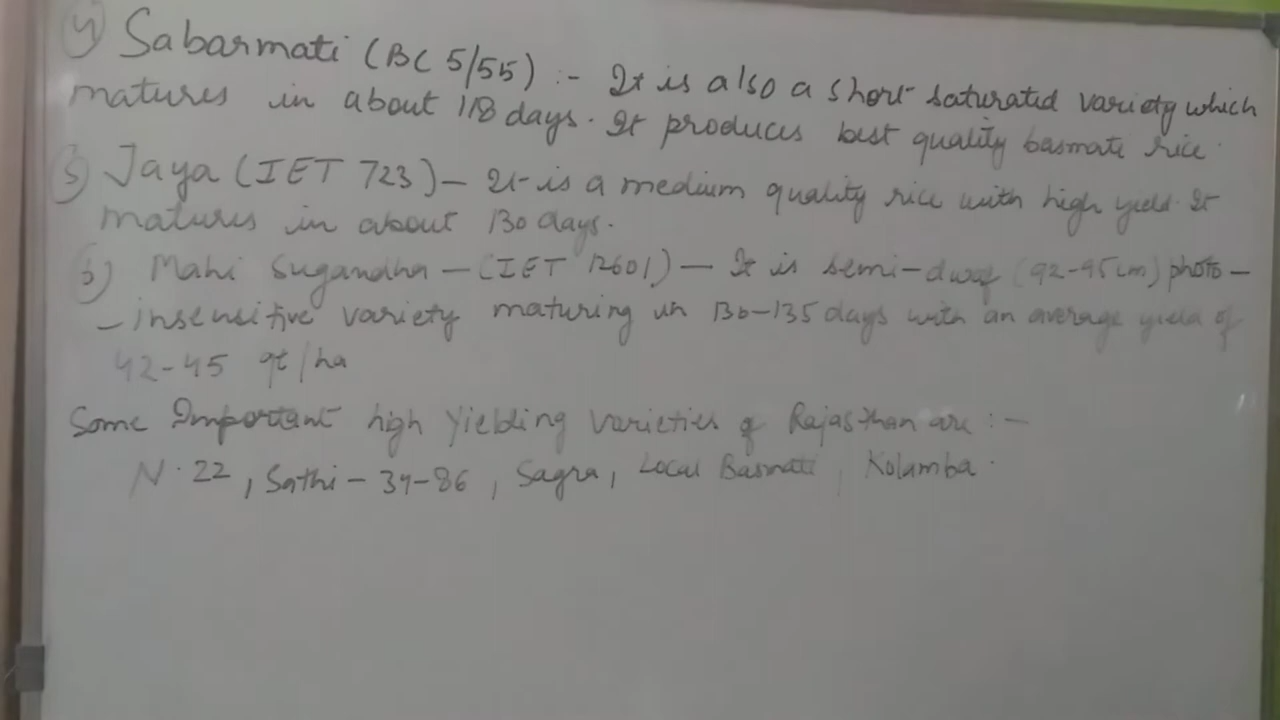 4) Sabarmati (BC 5/55) :- It is also a short saturated variety which
matures in about 118 days. It produces best quality basmati rice.
5) Jaya (IET 723) – It is a medium quality rice with high yield. It
matures in about 130 days.
6) Mahi Sugandha – (IET 12601) – It is semi-dwarf (92-95 cm) photo –
– insensitive variety maturing in 130-135 days with an average yield of
42-45 qt/ha
Some Important high Yielding Varieties of Rajasthan are :-
N.22, Sathi - 34-86, Sagra, Local Basmati, Kolamba.